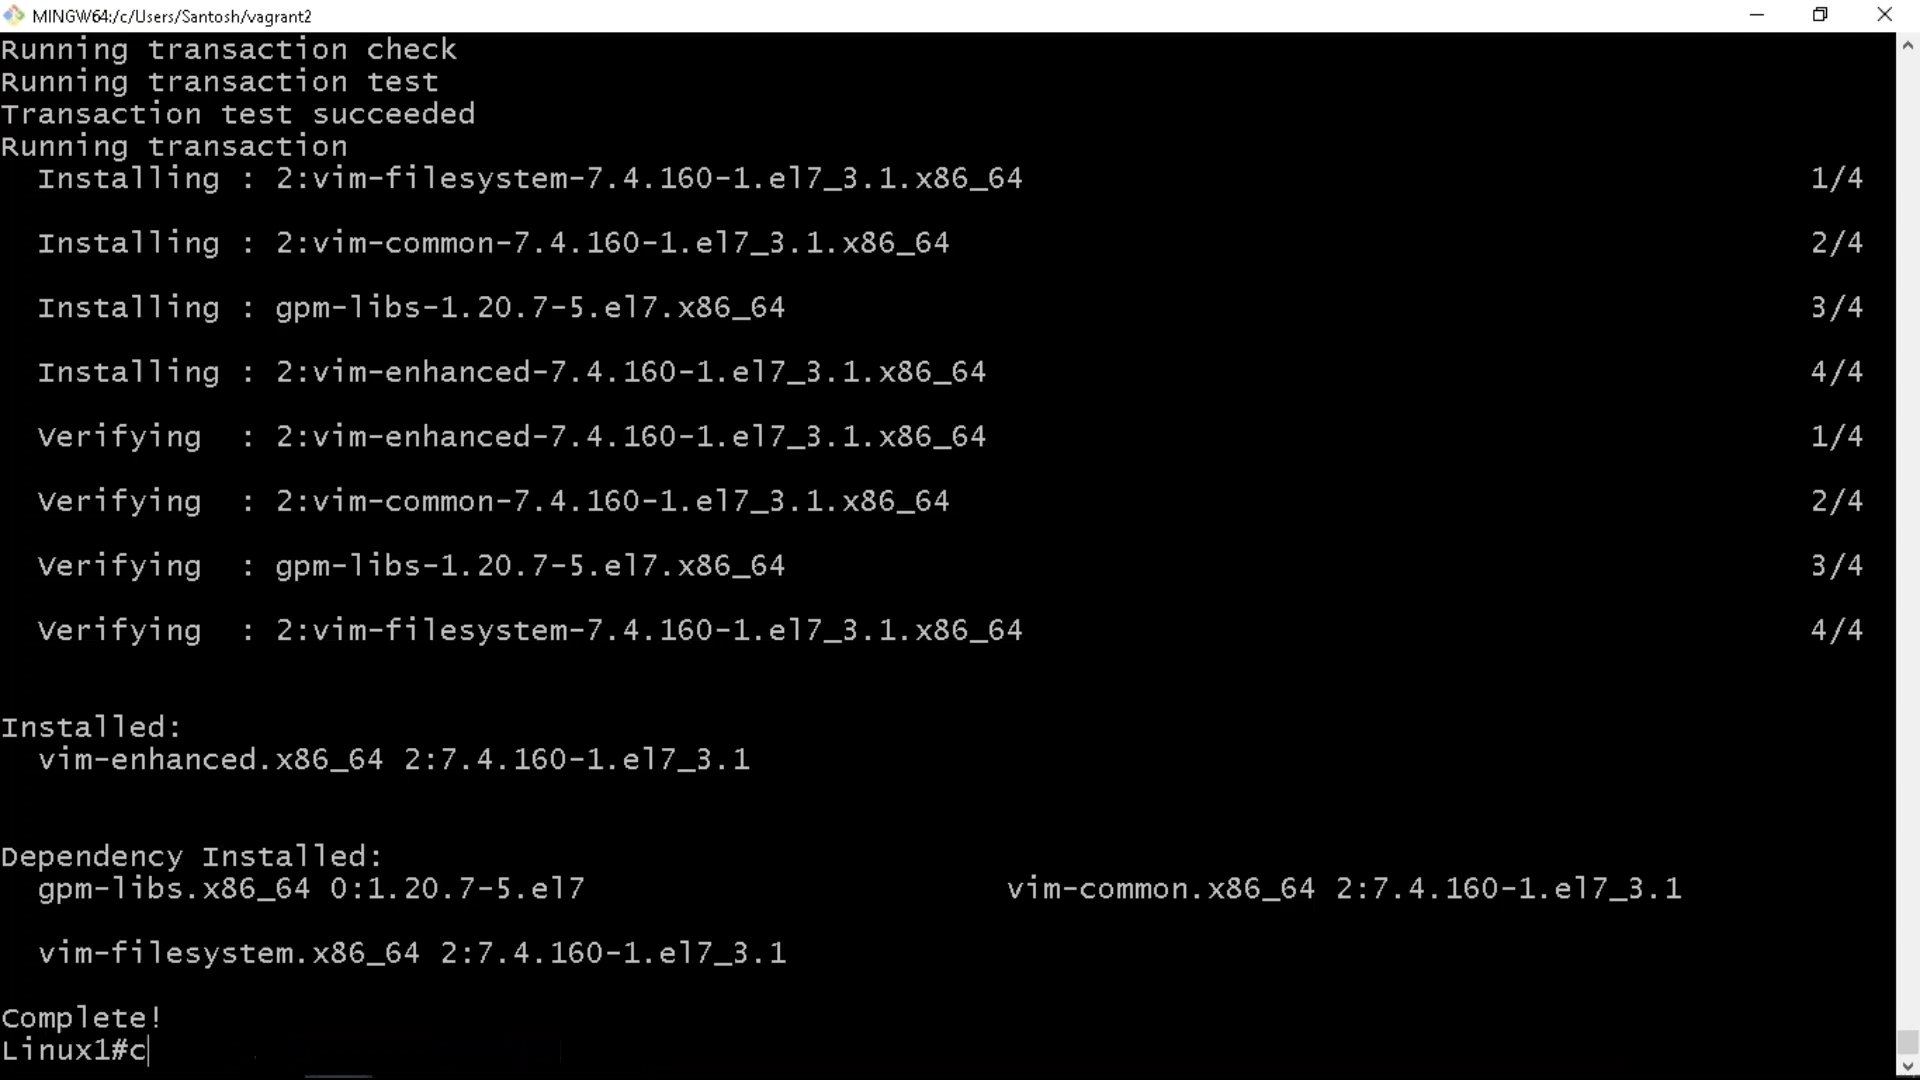 MINGW64:/c/Users/Santosh/vagrant2
Running transaction check
Running transaction test
Transaction test succeeded
Running transaction
  Installing : 2:vim-filesystem-7.4.160-1.el7_3.1.x86_64 1/4
  Installing : 2:vim-common-7.4.160-1.el7_3.1.x86_64 2/4
  Installing : gpm-libs-1.20.7-5.el7.x86_64 3/4
  Installing : 2:vim-enhanced-7.4.160-1.el7_3.1.x86_64 4/4
  Verifying  : 2:vim-enhanced-7.4.160-1.el7_3.1.x86_64 1/4
  Verifying  : 2:vim-common-7.4.160-1.el7_3.1.x86_64 2/4
  Verifying  : gpm-libs-1.20.7-5.el7.x86_64 3/4
  Verifying  : 2:vim-filesystem-7.4.160-1.el7_3.1.x86_64 4/4
Installed:
  vim-enhanced.x86_64 2:7.4.160-1.el7_3.1
Dependency Installed:
  gpm-libs.x86_64 0:1.20.7-5.el7 vim-common.x86_64 2:7.4.160-1.el7_3.1
  vim-filesystem.x86_64 2:7.4.160-1.el7_3.1
Complete!
Linux1#c